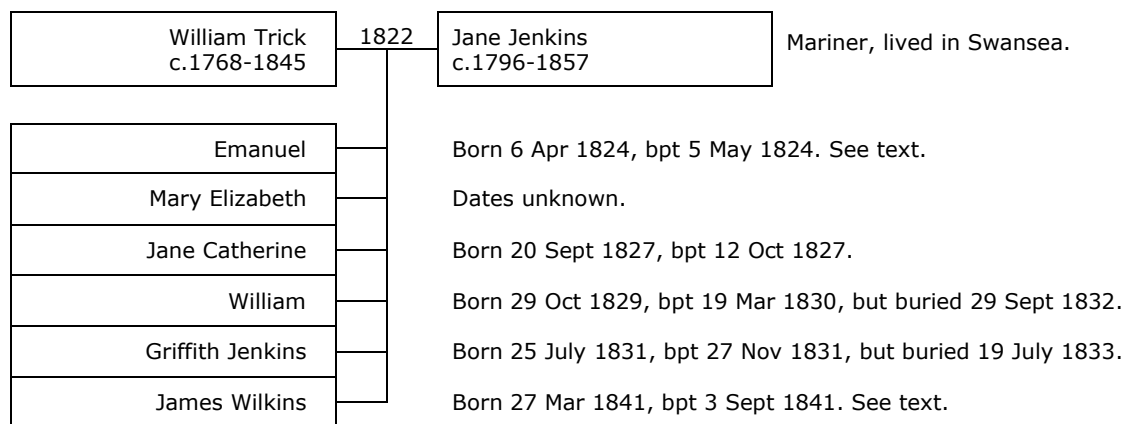 William Trick 1822 Jane Jenkins Mariner, lived in Swansea.
c.1768-1845 c.1796-1857
Emanuel Born 6 Apr 1824, bpt 5 May 1824. See text.
Mary Elizabeth Dates unknown.
Jane Catherine Born 20 Sept 1827, bpt 12 Oct 1827.
William Born 29 Oct 1829, bpt 19 Mar 1830, but buried 29 Sept 1832.
Griffith Jenkins Born 25 July 1831, bpt 27 Nov 1831, but buried 19 July 1833.
James Wilkins Born 27 Mar 1841, bpt 3 Sept 1841. See text.